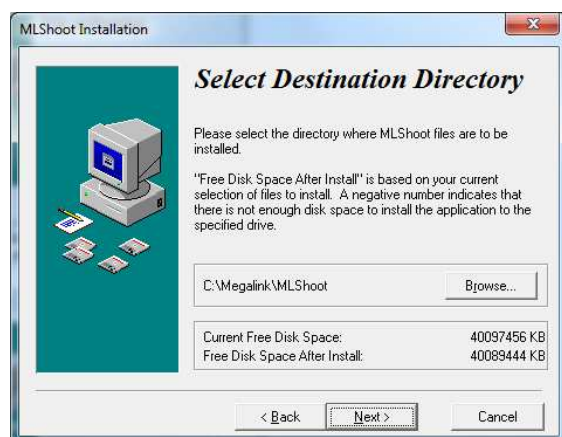 MLShoot Installation
Select Destination Directory
Please select the directory where MLShoot files are to be
installed.
"Free Disk Space After Install" is based on your current
selection of files to install. A negative number indicates that
there is not enough disk space to install the application to the
specified drive.
C:\Megalink\MLShoot
Browse...
Current Free Disk Space: 40097456 KB
Free Disk Space After Install: 40089444 KB
< Back
Next >
Cancel